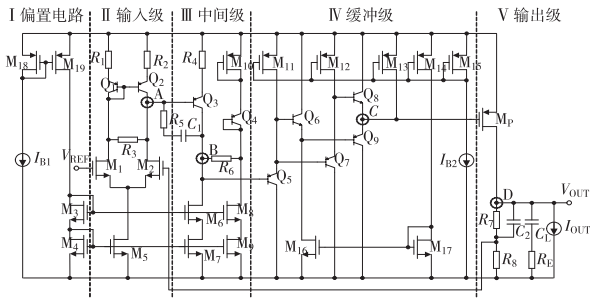 Ⅰ偏置电路 Ⅱ输入级 Ⅲ中间级 Ⅳ缓冲级 Ⅴ输出级
M18 M19 R1 R2 R4 M10 M11 M12 M13 M14 M15
Q Q2 A Q3 Q4 Q6 Q8 C MP
R5 C1 Q9
IB1 VREF M1 R3 M2 B R6 Q5 Q7 IB2
D VOUT
M3 M6 M8 R7 C2 CL IOUT
M4 M5 M7 M9 M16 M17 R8 RE